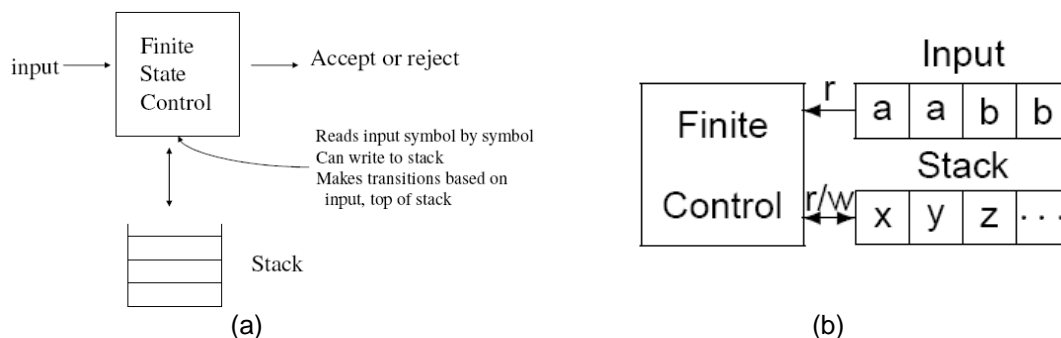 input
Finite
State
Control
Accept or reject
Reads input symbol by symbol
Can write to stack
Makes transitions based on
input, top of stack
Stack
(a)
Input
r
a a b b
Finite
Control
Stack
r/w
x y z ...
(b)